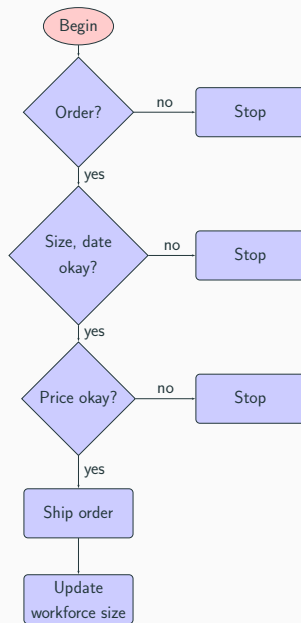 Begin
Order?
no
Stop
yes
Size, date
okay?
no
Stop
yes
Price okay?
no
Stop
yes
Ship order
Update
workforce size